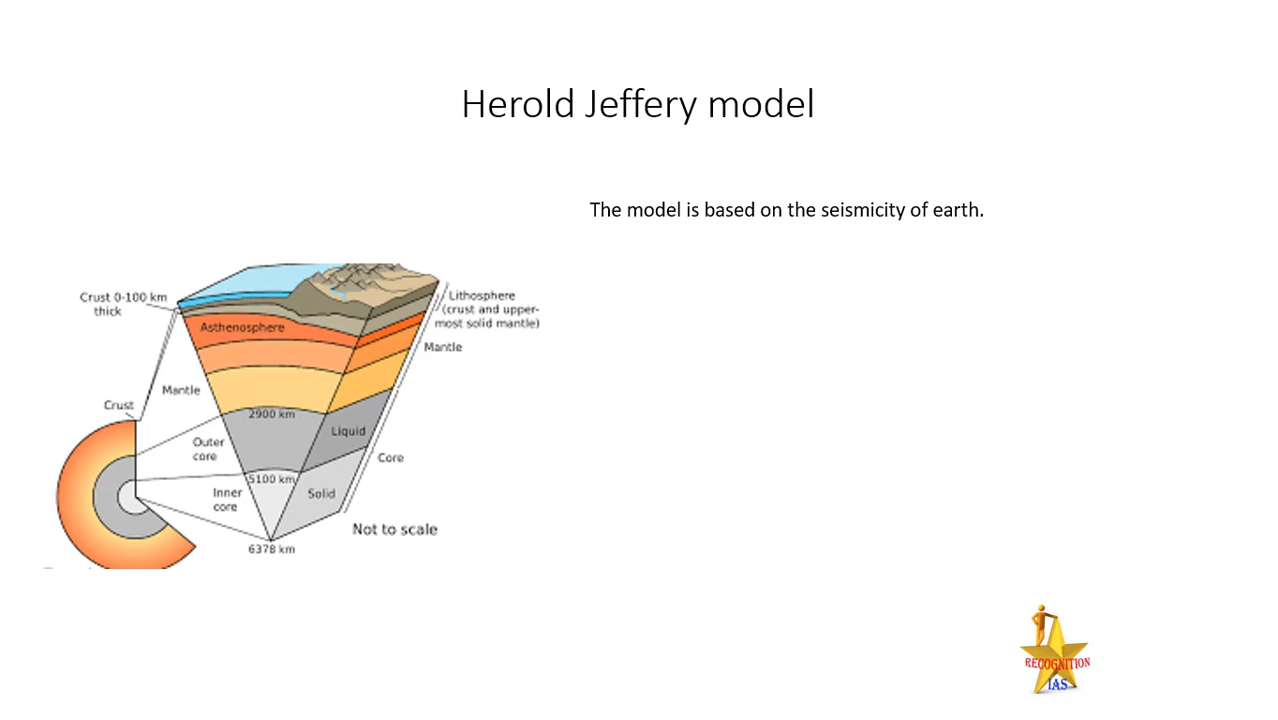 Herold Jeffery model
The model is based on the seismicity of earth.
Crust 0-100 km
thick
Asthenosphere
Lithosphere
(crust and upper-
most solid mantle)
Mantle
Mantle
Crust
2900 km
Outer
core
Liquid
Core
5100 km
Inner
core
Solid
Not to scale
6378 km
RECOGNITION
IAS